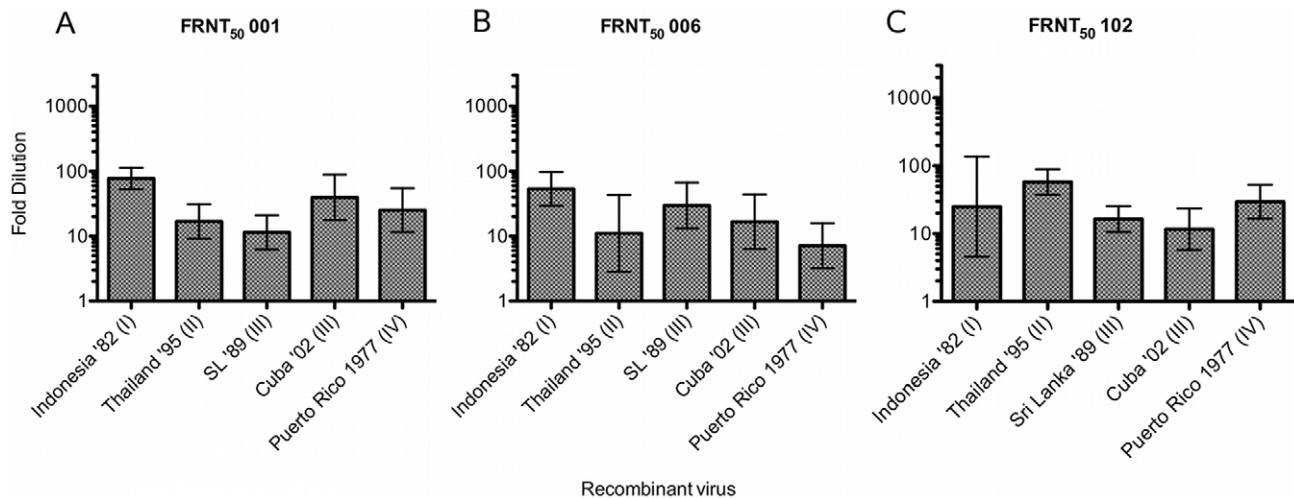 A
FRNT50 001
B
FRNT50 006
C
FRNT50 102
Fold Dilution
1000
100
10
1
1000
100
10
1
1000
100
10
1
Indonesia '82 (I)
Thailand '95 (II)
SL '89 (III)
Cuba '02 (III)
Puerto Rico 1977 (IV)
Indonesia '82 (I)
Thailand '95 (II)
SL '89 (III)
Cuba '02 (III)
Puerto Rico 1977 (IV)
Indonesia '82 (I)
Thailand '95 (II)
Sri Lanka '89 (III)
Cuba '02 (III)
Puerto Rico 1977 (IV)
Recombinant virus